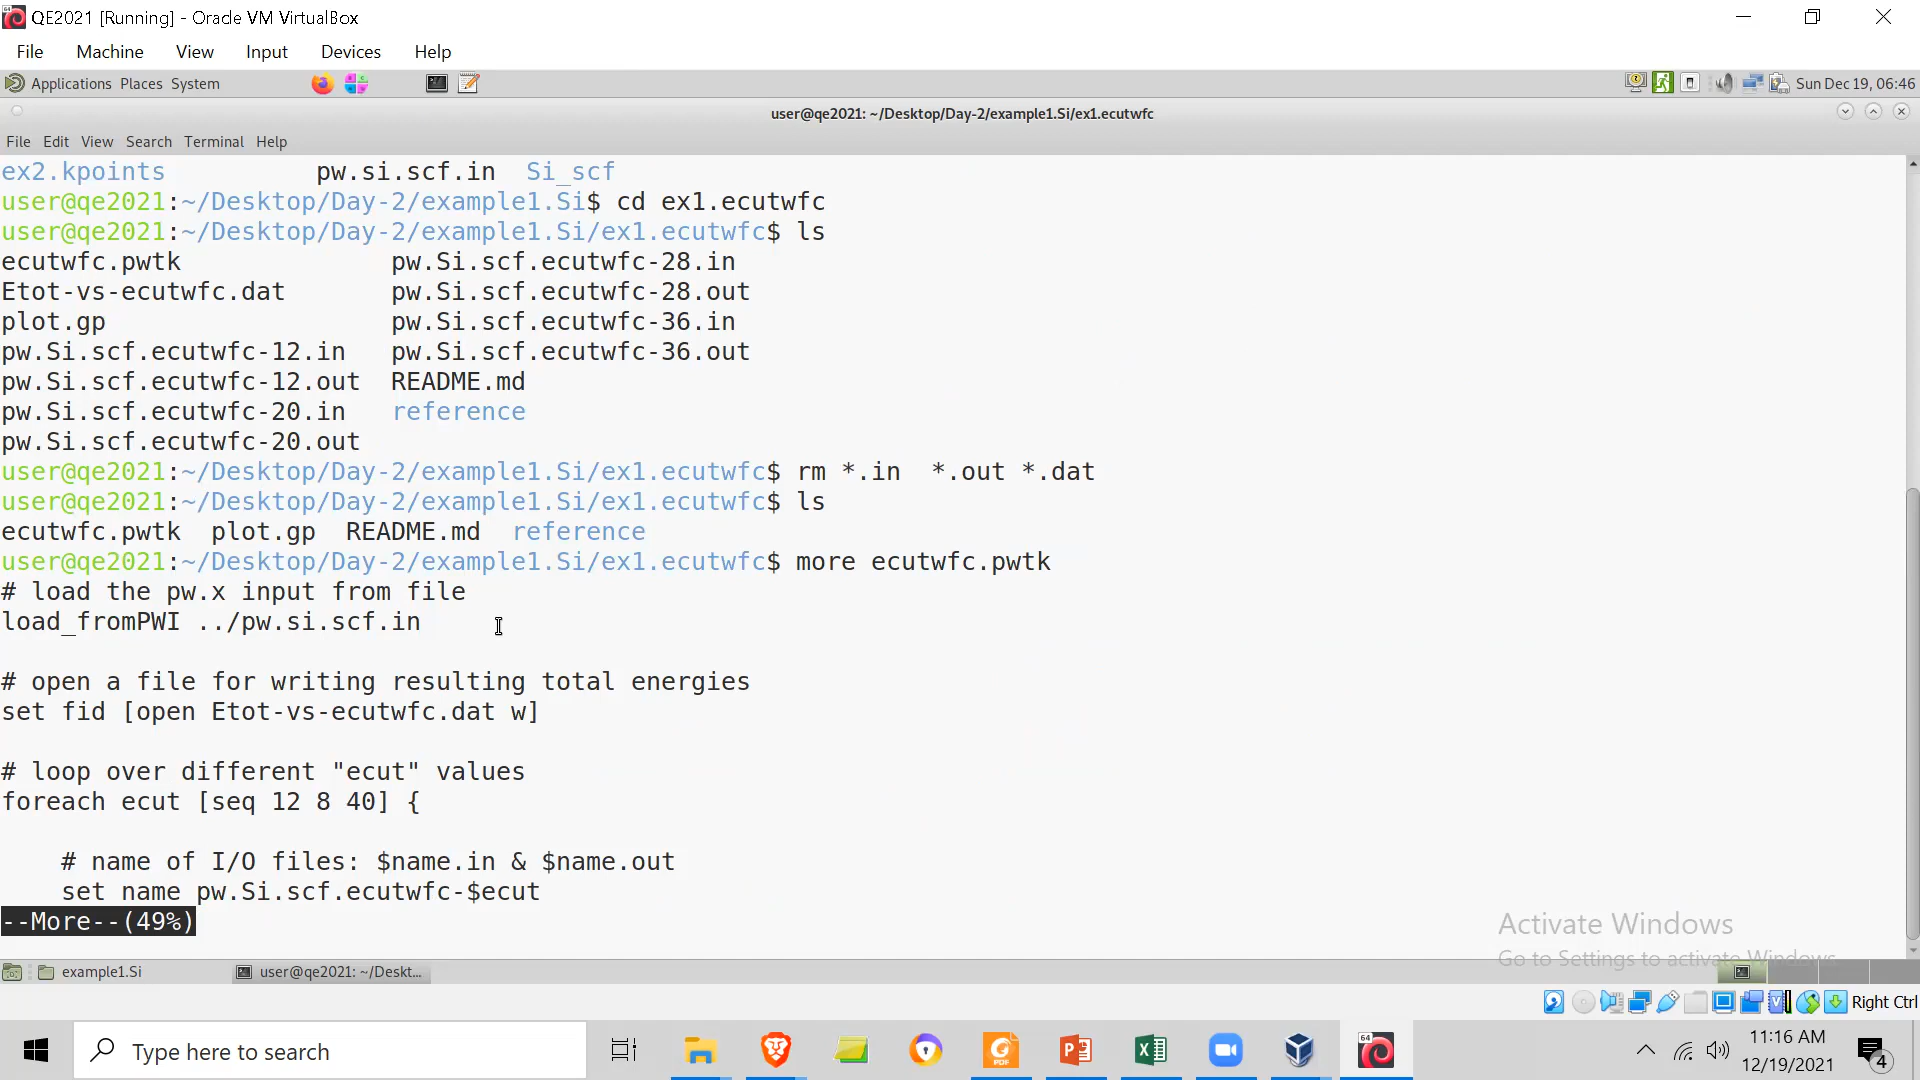 QE2021 [Running] - Oracle VM VirtualBox
File Machine View Input Devices Help
Applications Places System Sun Dec 19, 06:46
user@qe2021: ~/Desktop/Day-2/example1.Si/ex1.ecutwfc
File Edit View Search Terminal Help
ex2.kpoints pw.si.scf.in Si_scf
user@qe2021:~/Desktop/Day-2/example1.Si$ cd ex1.ecutwfc
user@qe2021:~/Desktop/Day-2/example1.Si/ex1.ecutwfc$ ls
ecutwfc.pwtk pw.Si.scf.ecutwfc-28.in
Etot-vs-ecutwfc.dat pw.Si.scf.ecutwfc-28.out
plot.gp pw.Si.scf.ecutwfc-36.in
pw.Si.scf.ecutwfc-12.in pw.Si.scf.ecutwfc-36.out
pw.Si.scf.ecutwfc-12.out README.md
pw.Si.scf.ecutwfc-20.in reference
pw.Si.scf.ecutwfc-20.out
user@qe2021:~/Desktop/Day-2/example1.Si/ex1.ecutwfc$ rm *.in *.out *.dat
user@qe2021:~/Desktop/Day-2/example1.Si/ex1.ecutwfc$ ls
ecutwfc.pwtk plot.gp README.md reference
user@qe2021:~/Desktop/Day-2/example1.Si/ex1.ecutwfc$ more ecutwfc.pwtk
# load the pw.x input from file
load_fromPWI ../pw.si.scf.in
# open a file for writing resulting total energies
set fid [open Etot-vs-ecutwfc.dat w]
# loop over different "ecut" values
foreach ecut [seq 12 8 40] {
# name of I/O files: $name.in & $name.out
set name pw.Si.scf.ecutwfc-$ecut
--More--(49%)
Activate Windows
Go to Settings to activate Windows.
example1.Si user@qe2021: ~/Deskt...
Right Ctrl
Type here to search
64
11:16 AM
12/19/2021
4